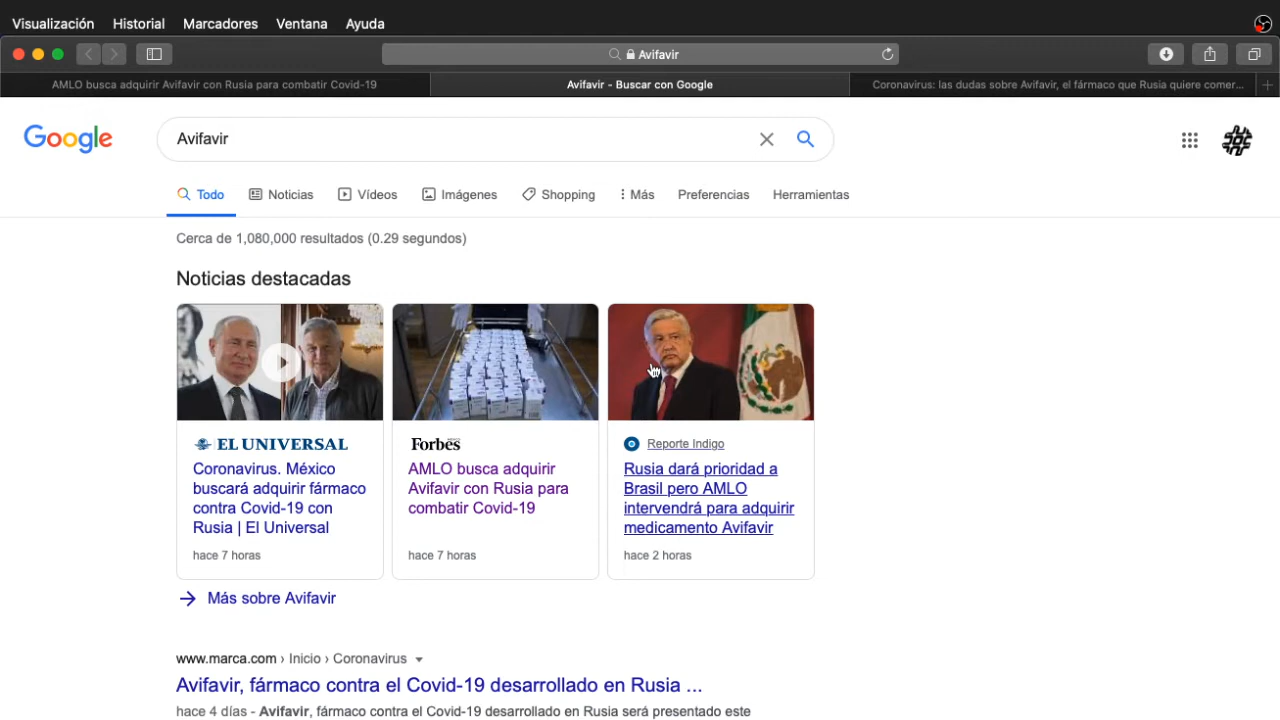 Visualización Historial Marcadores Ventana Ayuda
Avifavir
AMLO busca adquirir Avifavir con Rusia para combatir Covid-19
Avifavir - Buscar con Google
Coronavirus: las dudas sobre Avifavir, el fármaco que Rusia quiere comer...
Google
Avifavir
Todo Noticias Vídeos Imágenes Shopping Más Preferencias Herramientas
Cerca de 1,080,000 resultados (0.29 segundos)
Noticias destacadas
EL UNIVERSAL
Coronavirus. México
buscará adquirir fármaco
contra Covid-19 con
Rusia | El Universal
hace 7 horas
Forbes
AMLO busca adquirir
Avifavir con Rusia para
combatir Covid-19
hace 7 horas
Reporte Indigo
Rusia dará prioridad a
Brasil pero AMLO
intervendrá para adquirir
medicamento Avifavir
hace 2 horas
Más sobre Avifavir
www.marca.com › Inicio › Coronavirus
Avifavir, fármaco contra el Covid-19 desarrollado en Rusia ...
hace 4 días - Avifavir, fármaco contra el Covid-19 desarrollado en Rusia será presentado este